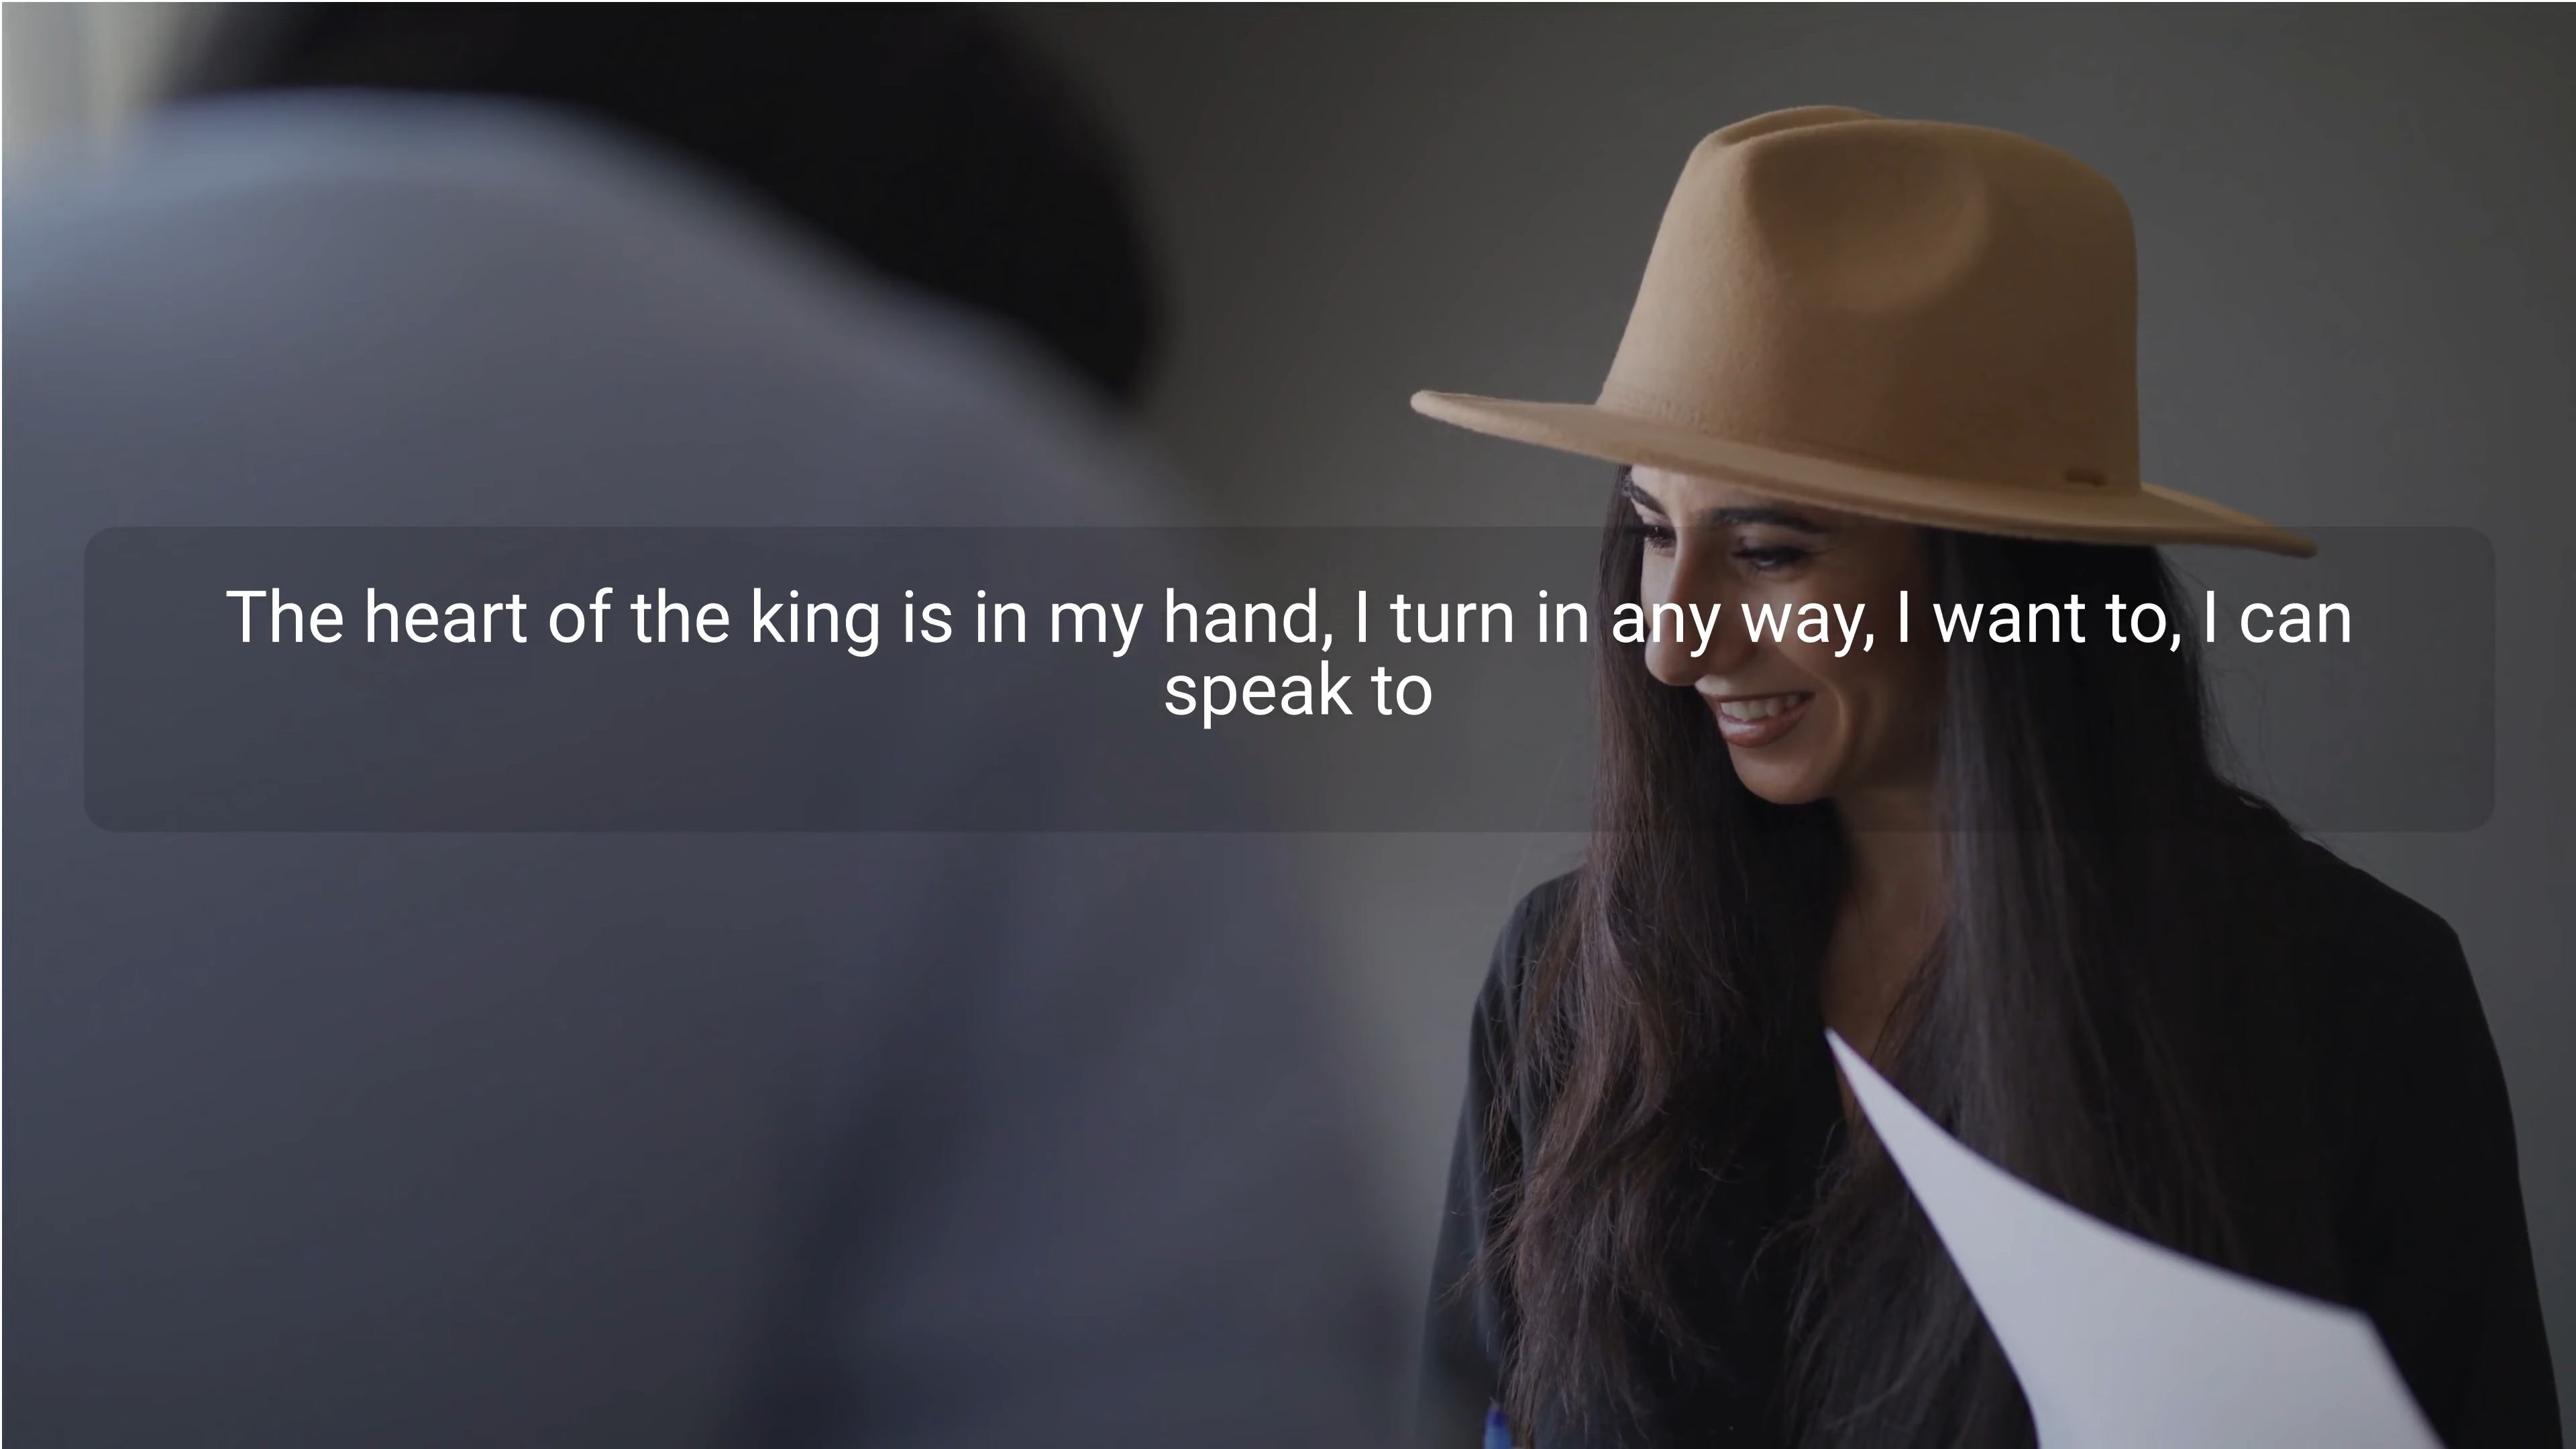 The heart of the king is in my hand, I turn in any way, I want to, I can
speak to